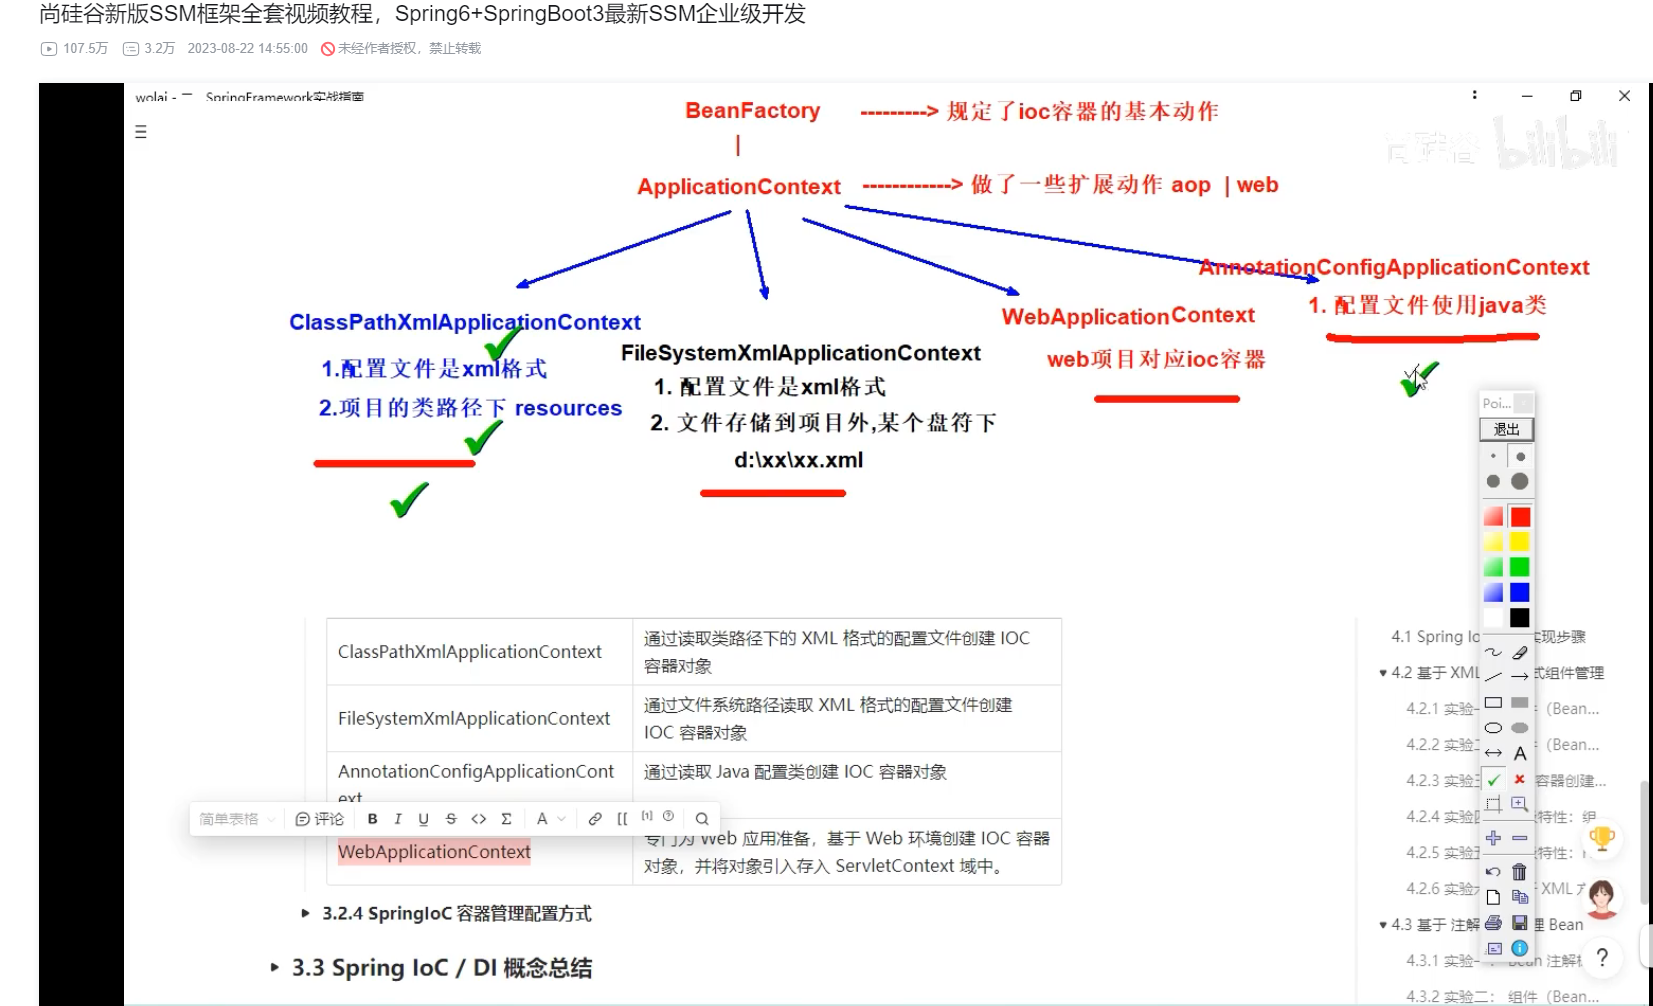 尚硅谷新版SSM框架全套视频教程，Spring6+SpringBoot3最新SSM企业级开发
107.5万 3.2万 2023-08-22 14:55:00 未经作者授权，禁止转载
wolai - 二、SpringFramework实战指南
BeanFactory ---------> 规定了ioc容器的基本动作
尚硅谷 bilibili
ApplicationContext ------------> 做了一些扩展动作 aop | web
AnnotationConfigApplicationContext
1. 配置文件使用java类
ClassPathXmlApplicationContext
1.配置文件是xml格式
2.项目的类路径下 resources
FileSystemXmlApplicationContext
1. 配置文件是xml格式
2. 文件存储到项目外,某个盘符下
d:\xx\xx.xml
WebApplicationContext
web项目对应ioc容器
Poi...
退出
ClassPathXmlApplicationContext
通过读取类路径下的 XML 格式的配置文件创建 IOC
容器对象
FileSystemXmlApplicationContext
通过文件系统路径读取 XML 格式的配置文件创建
IOC 容器对象
AnnotationConfigApplicationCont
ext
通过读取 Java 配置类创建 IOC 容器对象
简单表格 评论 B I U S <> Σ A [[ [1] ?
WebApplicationContext
专门为 Web 应用准备，基于 Web 环境创建 IOC 容器
对象，并将对象引入存入 ServletContext 域中。
3.2.4 SpringIoC 容器管理配置方式
3.3 Spring IoC / DI 概念总结
4.1 Spring Io 实现步骤
4.2 基于 XML 式组件管理
4.2.1 实验一 （Bean...
4.2.2 实验二 （Bean...
4.2.3 实验三 容器创建...
4.2.4 实验四 特性：组
4.2.5 实验五 特性：
4.2.6 实验六 XML 方
4.3 基于 注解 理 Bean
4.3.1 实验一： Bean 注解
4.3.2 实验二： 组件（Bean...
A
?